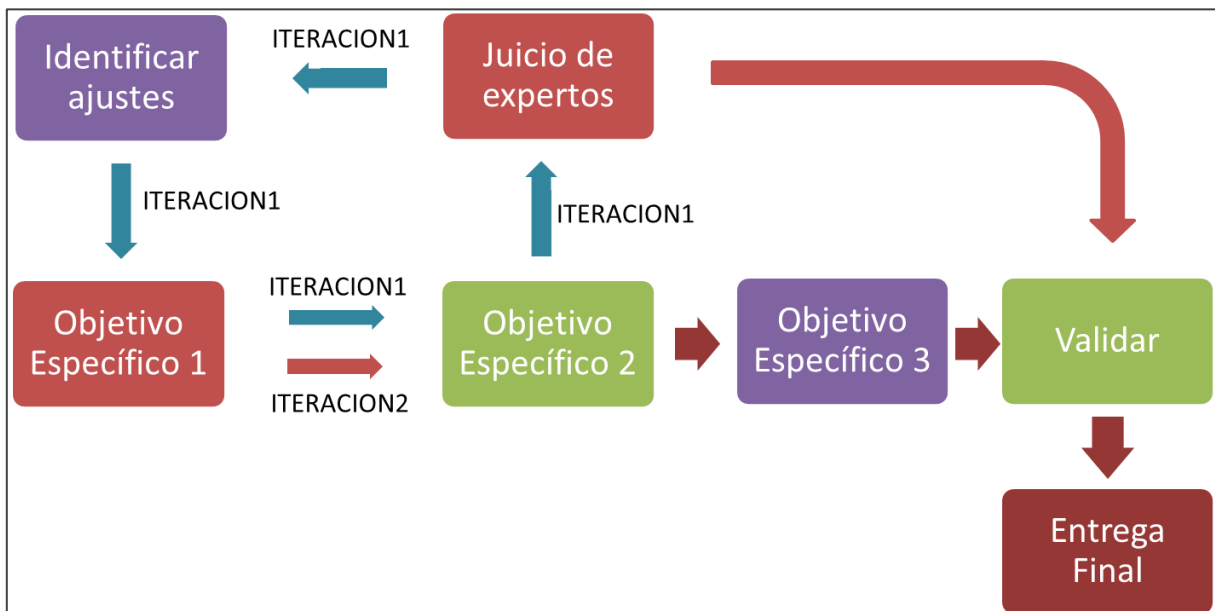 Identificar
ajustes
ITERACION1
Juicio de
expertos
ITERACION1
ITERACION1
Objetivo
Específico 1
ITERACION1
ITERACION2
Objetivo
Específico 2
Objetivo
Específico 3
Validar
Entrega
Final